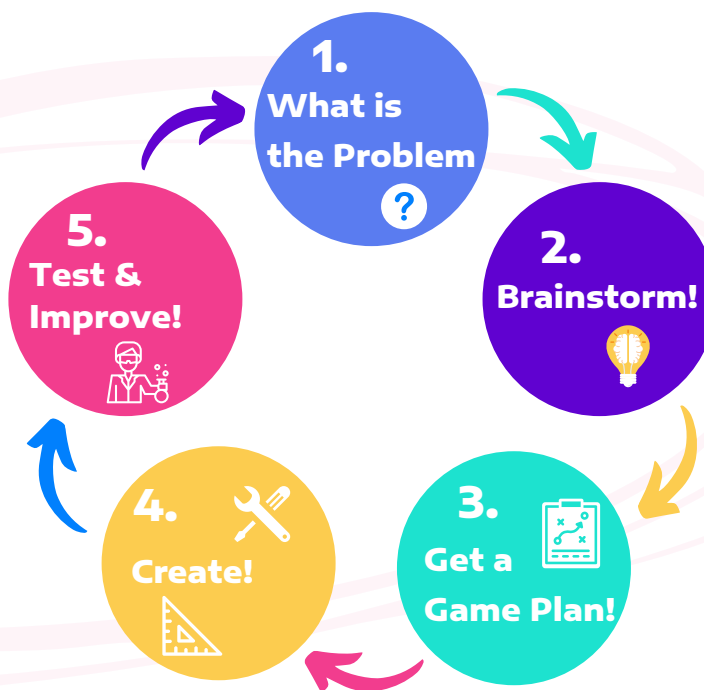 1.
What is
the Problem
?
2.
Brainstorm!
3.
Get a
Game Plan!
4.
Create!
5.
Test &
Improve!